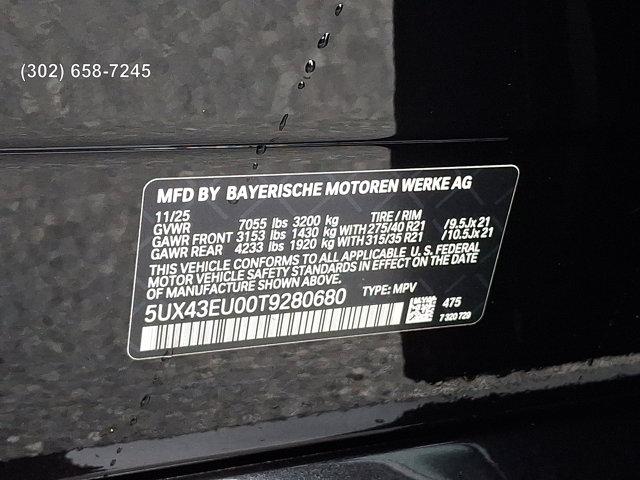 (302) 658-7245
MFD BY BAYERISCHE MOTOREN WERKE AG
11/25 TIRE / RIM
GVWR 7055 lbs 3200 kg
GAWR FRONT 3153 lbs 1430 kg WITH 275/40 R21 /9.5Jx21
GAWR REAR 4233 lbs 1920 kg WITH 315/35 R21 /10.5Jx21
THIS VEHICLE CONFORMS TO ALL APPLICABLE U.S. FEDERAL
MOTOR VEHICLE SAFETY STANDARDS IN EFFECT ON THE DATE
OF MANUFACTURE SHOWN ABOVE.
5UX43EU00T9280680 TYPE: MPV
475
7 320 729